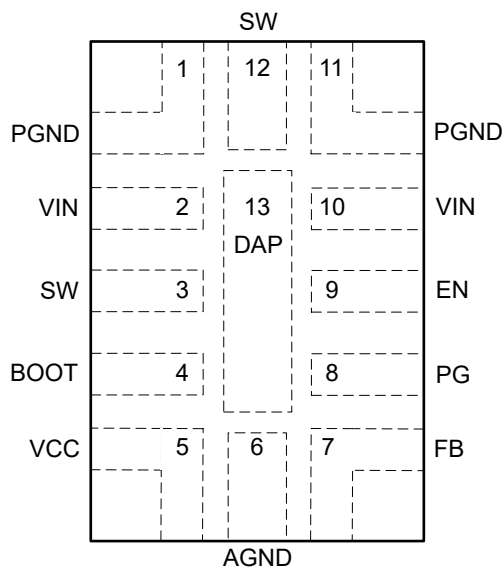 SW
1 12 11
PGND PGND
VIN 2 13 10 VIN
DAP
SW 3 9 EN
BOOT 4 8 PG
VCC 5 6 7 FB
AGND